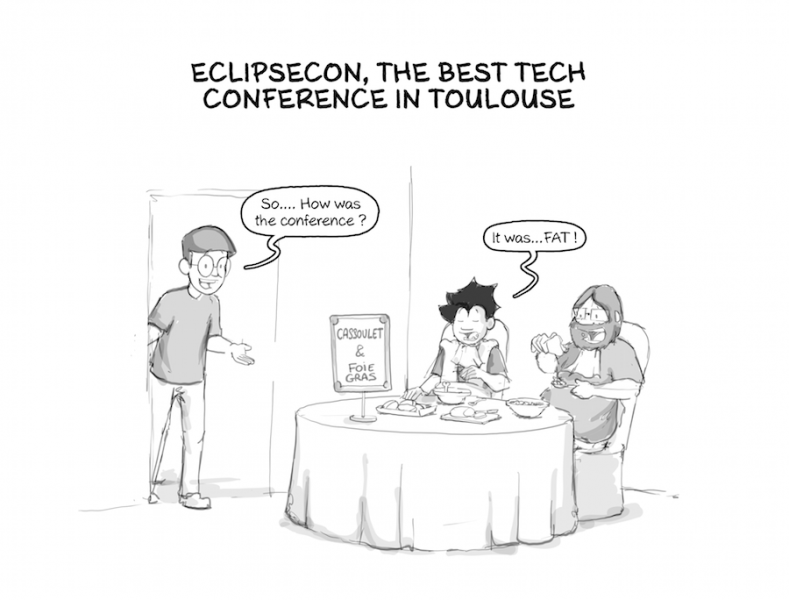 ECLIPSECON, THE BEST TECH
CONFERENCE IN TOULOUSE
So.... How was
the conference ?
It was...FAT !
CASSOULET
&
FOIE
GRAS